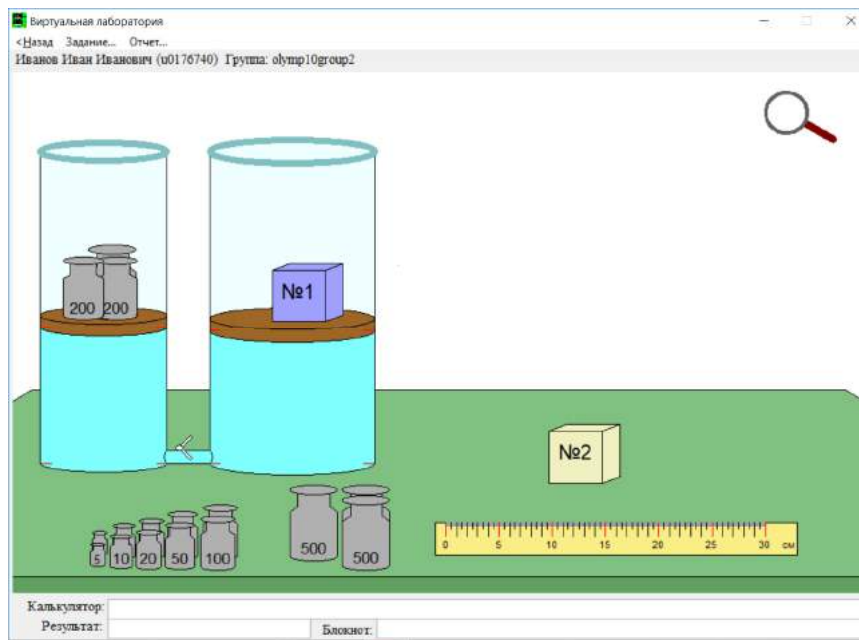 Виртуальная лаборатория
<Назад Задание... Отчет...
Иванов Иван Иванович (u0176740) Группа: olymp10group2
200 200
№1
№2
5 10 20 50 100 500 500
0 5 10 15 20 25 30 см
Калькулятор:
Результат: Блокнот: